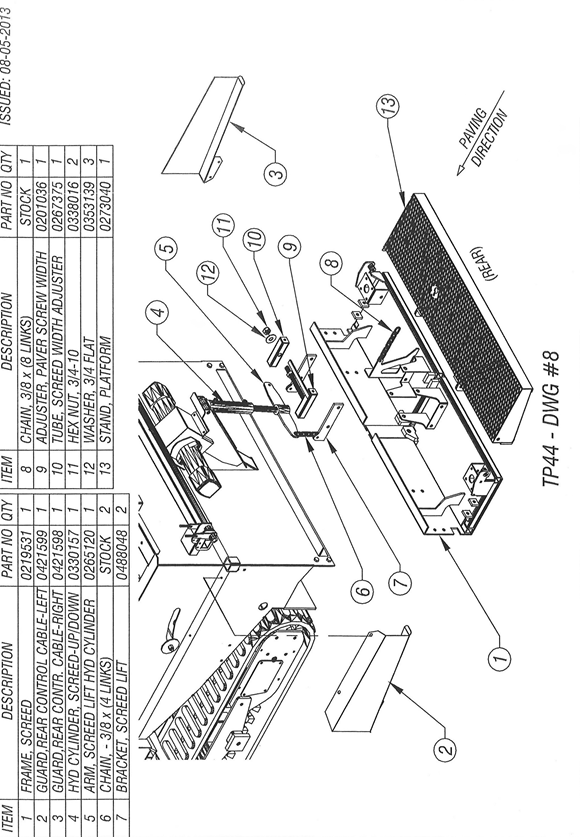 ISSUED: 08-05-2013
ITEM DESCRIPTION PART NO QTY
1 FRAME, SCREED 0219531 1
2 GUARD,REAR CONTROL CABLE-LEFT 0421599 1
3 GUARD,REAR CONTR. CABLE-RIGHT 0421598 1
4 HYD CYLINDER, SCREED-UP/DOWN 0330157 1
5 ARM, SCREED LIFT HYD CYLINDER 0265120 1
6 CHAIN, - 3/8 x (4 LINKS) STOCK 2
7 BRACKET, SCREED LIFT 0488048 2
ITEM DESCRIPTION PART NO QTY
8 CHAIN, 3/8 x (8 LINKS) STOCK 1
9 ADJUSTER, PAVER SCREW WIDTH 0201036 1
10 TUBE, SCREED WIDTH ADJUSTER 0267375 1
11 HEX NUT, 3/4-10 0338016 2
12 WASHER, 3/4 FLAT 0353139 3
13 STAND, PLATFORM 0273040 1
4
5
12
11
10
9
8
3
13
PAVING
DIRECTION
(REAR)
6
7
2
1
TP44 - DWG #8